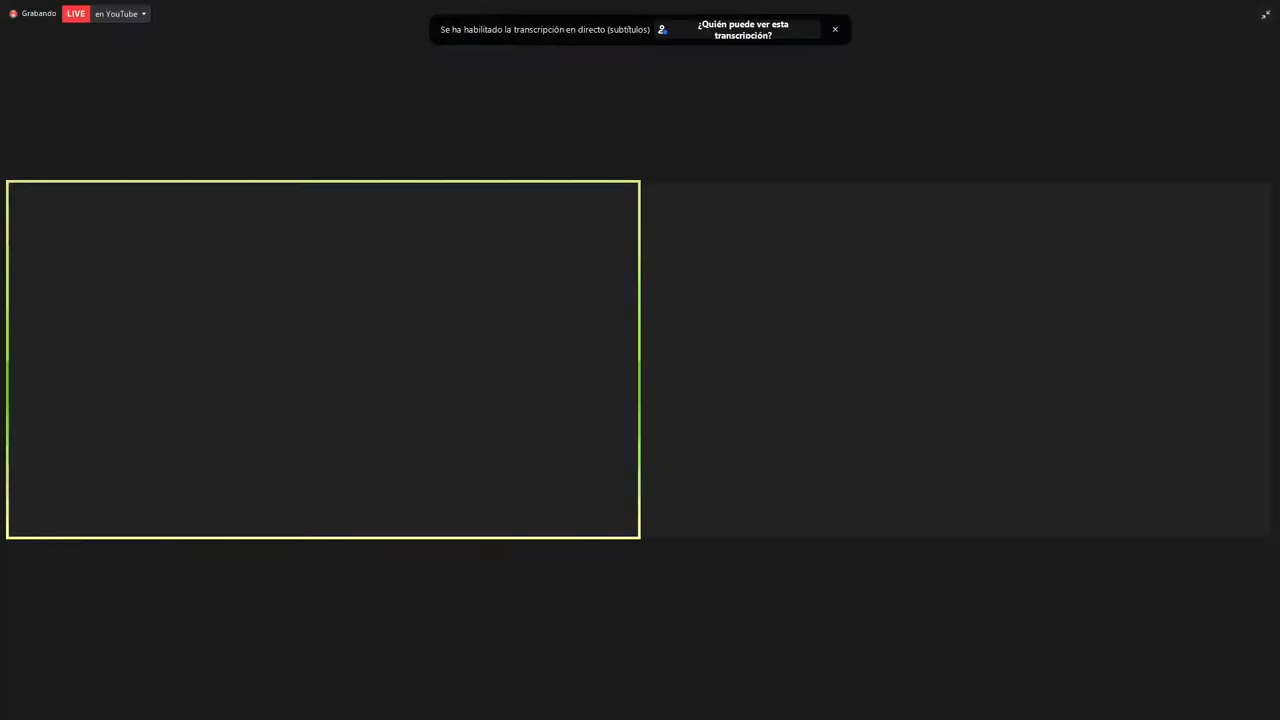 Grabando
LIVE
en YouTube
Se ha habilitado la transcripción en directo (subtítulos)
¿Quién puede ver esta
transcripción?